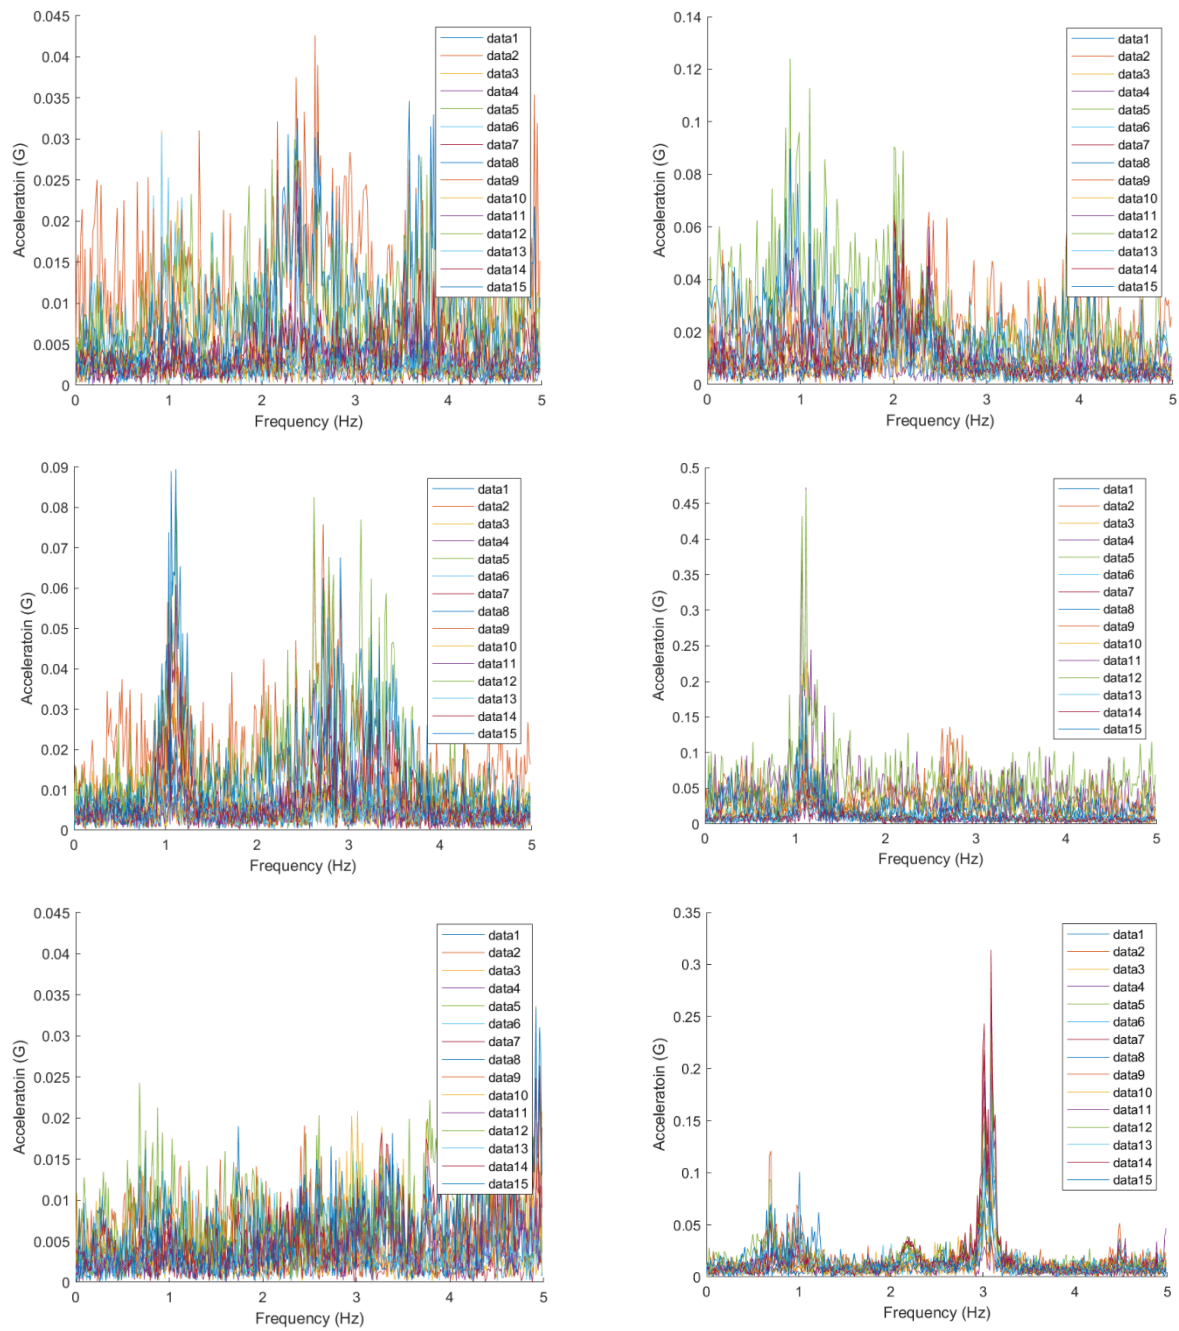 0.045
0.04
0.035
0.03
0.025
0.02
0.015
0.01
0.005
0
Acceleratoin (G)
data1
data2
data3
data4
data5
data6
data7
data8
data9
data10
data11
data12
data13
data14
data15
0 1 2 3 4 5
Frequency (Hz)
0.14
0.12
0.1
0.08
0.06
0.04
0.02
0
Acceleratoin (G)
data1
data2
data3
data4
data5
data6
data7
data8
data9
data10
data11
data12
data13
data14
data15
0 1 2 3 4 5
Frequency (Hz)
0.09
0.08
0.07
0.06
0.05
0.04
0.03
0.02
0.01
0
Acceleratoin (G)
data1
data2
data3
data4
data5
data6
data7
data8
data9
data10
data11
data12
data13
data14
data15
0 1 2 3 4 5
Frequency (Hz)
0.5
0.45
0.4
0.35
0.3
0.25
0.2
0.15
0.1
0.05
0
Acceleratoin (G)
data1
data2
data3
data4
data5
data6
data7
data8
data9
data10
data11
data12
data13
data14
data15
0 1 2 3 4 5
Frequency (Hz)
0.045
0.04
0.035
0.03
0.025
0.02
0.015
0.01
0.005
0
Acceleratoin (G)
data1
data2
data3
data4
data5
data6
data7
data8
data9
data10
data11
data12
data13
data14
data15
0 1 2 3 4 5
Frequency (Hz)
0.35
0.3
0.25
0.2
0.15
0.1
0.05
0
Acceleratoin (G)
data1
data2
data3
data4
data5
data6
data7
data8
data9
data10
data11
data12
data13
data14
data15
0 1 2 3 4 5
Frequency (Hz)